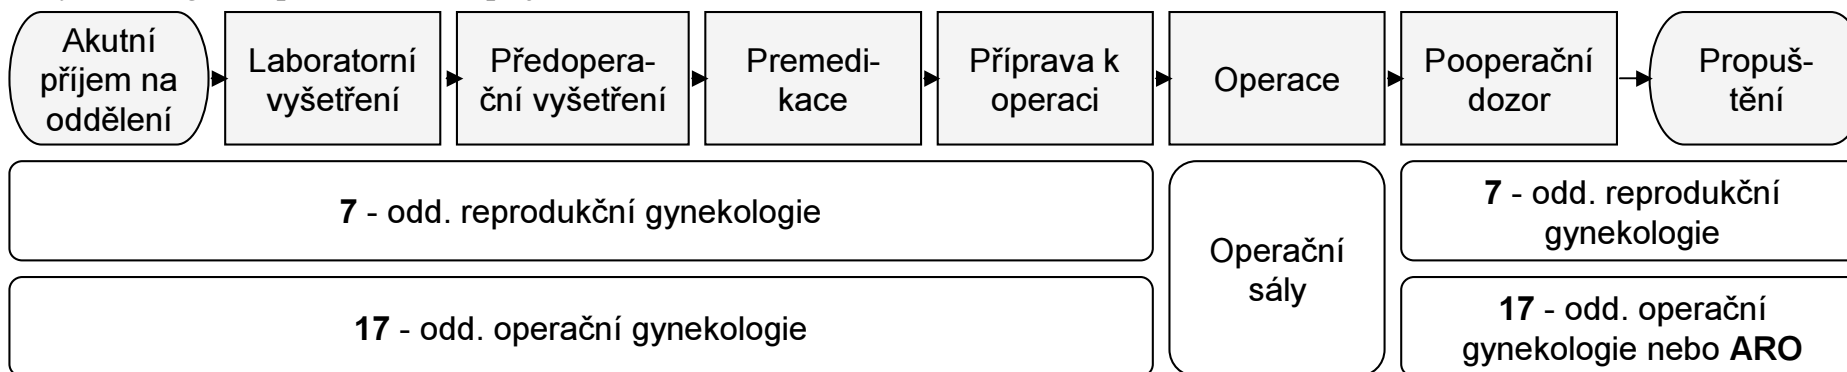 Akutní
příjem na
oddělení
Laboratorní
vyšetření
Předopera-
ční vyšetření
Premedi-
kace
Příprava k
operaci
Operace
Pooperační
dozor
Propuš-
tění
7 - odd. reprodukční gynekologie
Operační
sály
7 - odd. reprodukční
gynekologie
17 - odd. operační gynekologie
17 - odd. operační
gynekologie nebo ARO